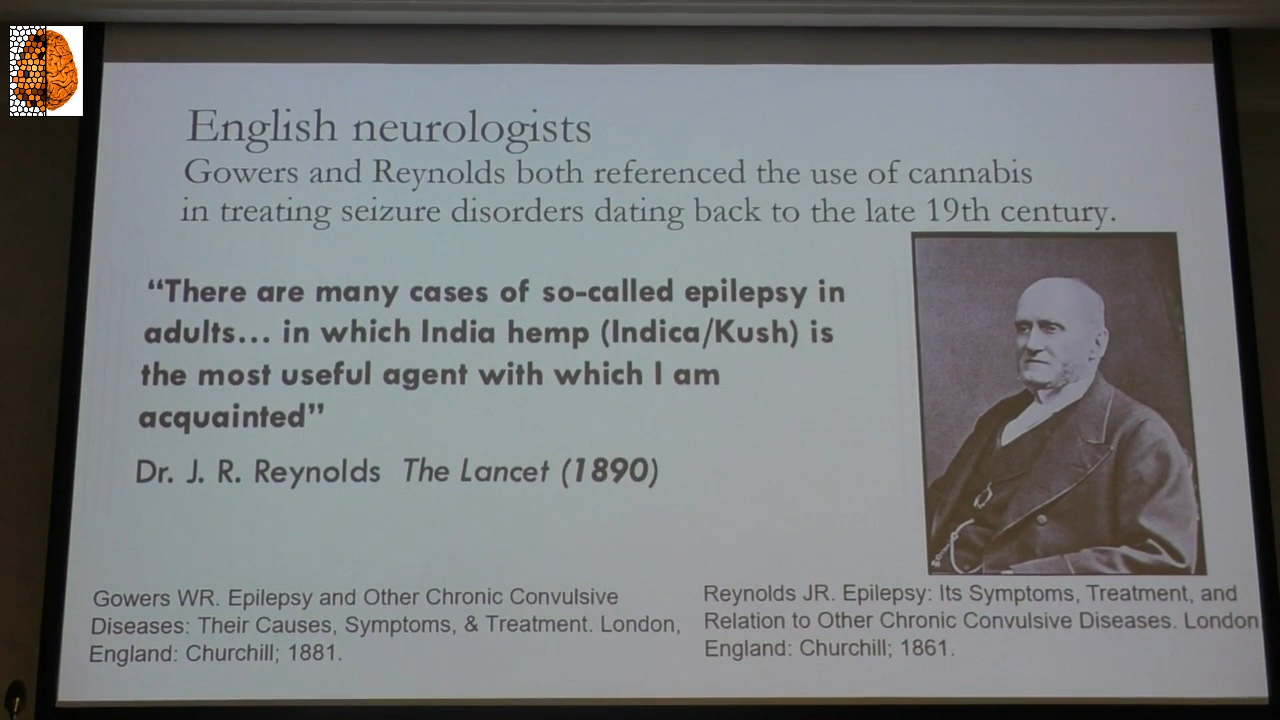 English neurologists
Gowers and Reynolds both referenced the use of cannabis
in treating seizure disorders dating back to the late 19th century.
“There are many cases of so-called epilepsy in
adults... in which India hemp (Indica/Kush) is
the most useful agent with which I am
acquainted”
Dr. J. R. Reynolds The Lancet (1890)
Gowers WR. Epilepsy and Other Chronic Convulsive
Diseases: Their Causes, Symptoms, & Treatment. London,
England: Churchill; 1881.
Reynolds JR. Epilepsy: Its Symptoms, Treatment, and
Relation to Other Chronic Convulsive Diseases. London
England: Churchill; 1861.